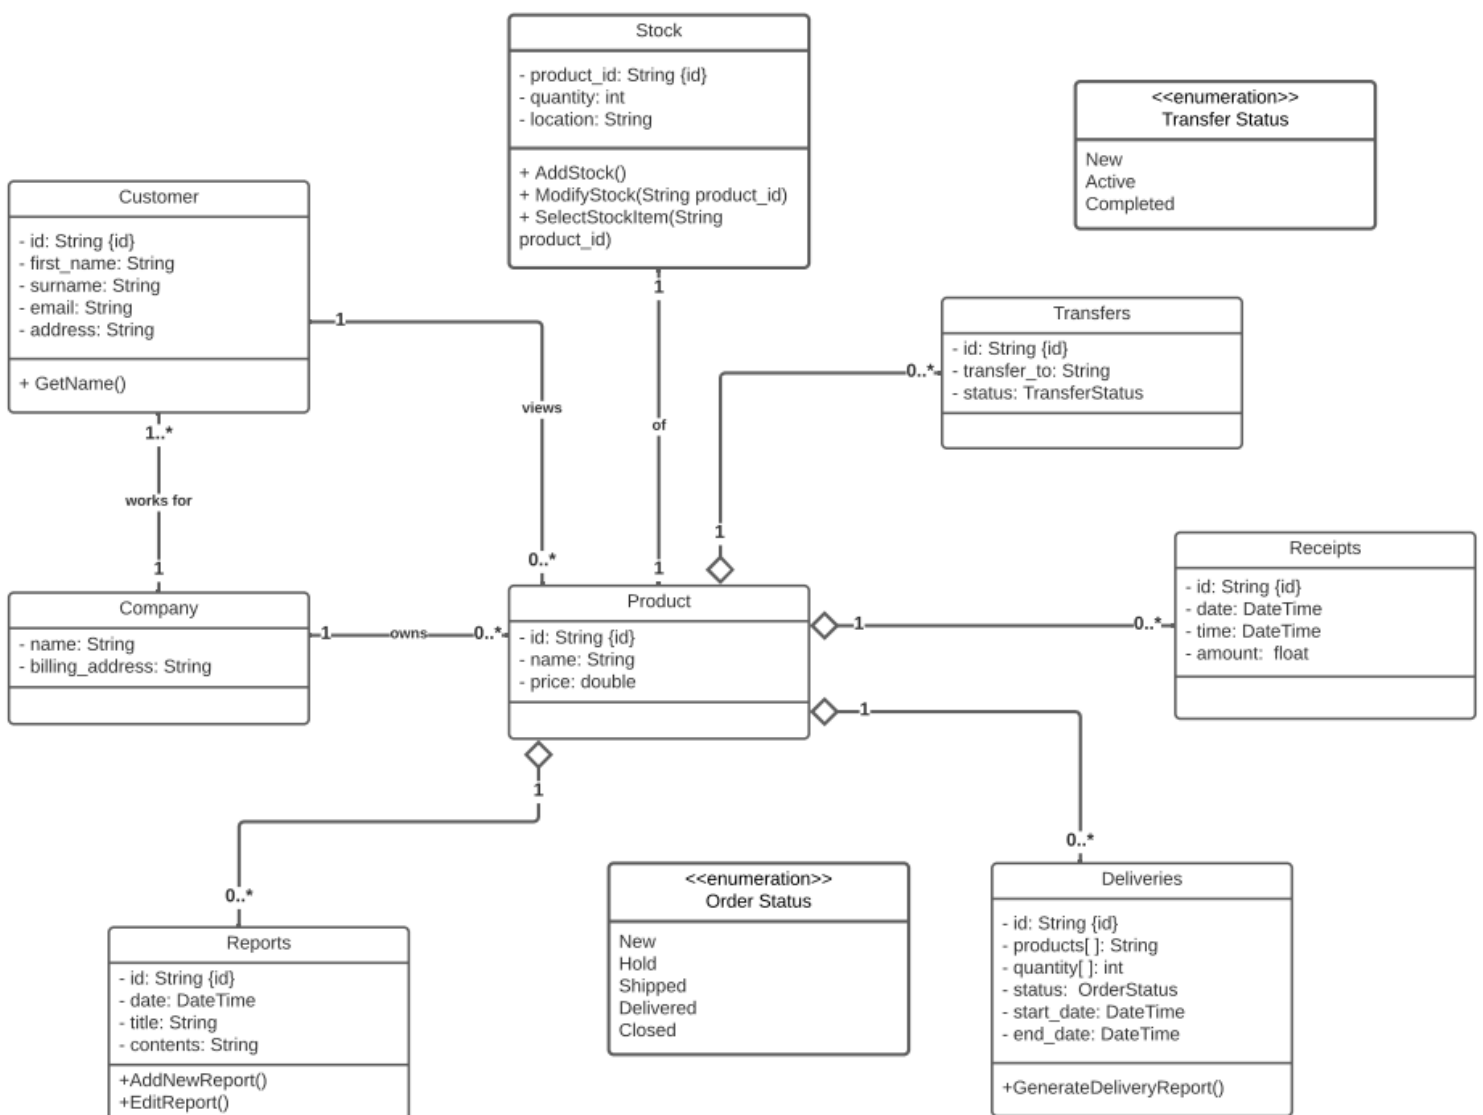 Stock
- product_id: String {id}
- quantity: int
- location: String
+ AddStock()
+ ModifyStock(String product_id)
+ SelectStockItem(String
product_id)
<<enumeration>>
Transfer Status
New
Active
Completed
Customer
- id: String {id}
- first_name: String
- surname: String
- email: String
- address: String
+ GetName()
1
views
0..*
1
of
1
Transfers
- id: String {id}
- transfer_to: String
- status: TransferStatus
0..*
1
1..*
works for
1
Company
- name: String
- billing_address: String
1
owns
0..*
Product
- id: String {id}
- name: String
- price: double
1
0..*
Receipts
- id: String {id}
- date: DateTime
- time: DateTime
- amount:  float
1
0..*
1
0..*
Reports
- id: String {id}
- date: DateTime
- title: String
- contents: String
+AddNewReport()
+EditReport()
<<enumeration>>
Order Status
New
Hold
Shipped
Delivered
Closed
Deliveries
- id: String {id}
- products[ ]: String
- quantity[ ]: int
- status:  OrderStatus
- start_date: DateTime
- end_date: DateTime
+GenerateDeliveryReport()